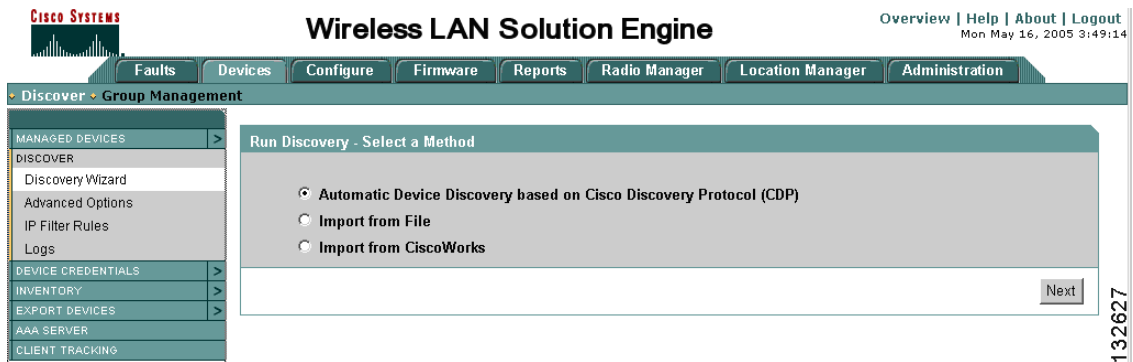 CISCO SYSTEMS
Wireless LAN Solution Engine
Overview | Help | About | Logout
Mon May 16, 2005 3:49:14
Faults Devices Configure Firmware Reports Radio Manager Location Manager Administration
Discover Group Management
MANAGED DEVICES >
DISCOVER
Discovery Wizard
Advanced Options
IP Filter Rules
Logs
DEVICE CREDENTIALS >
INVENTORY >
EXPORT DEVICES >
AAA SERVER
CLIENT TRACKING
Run Discovery - Select a Method
Automatic Device Discovery based on Cisco Discovery Protocol (CDP)
Import from File
Import from CiscoWorks
Next
132627